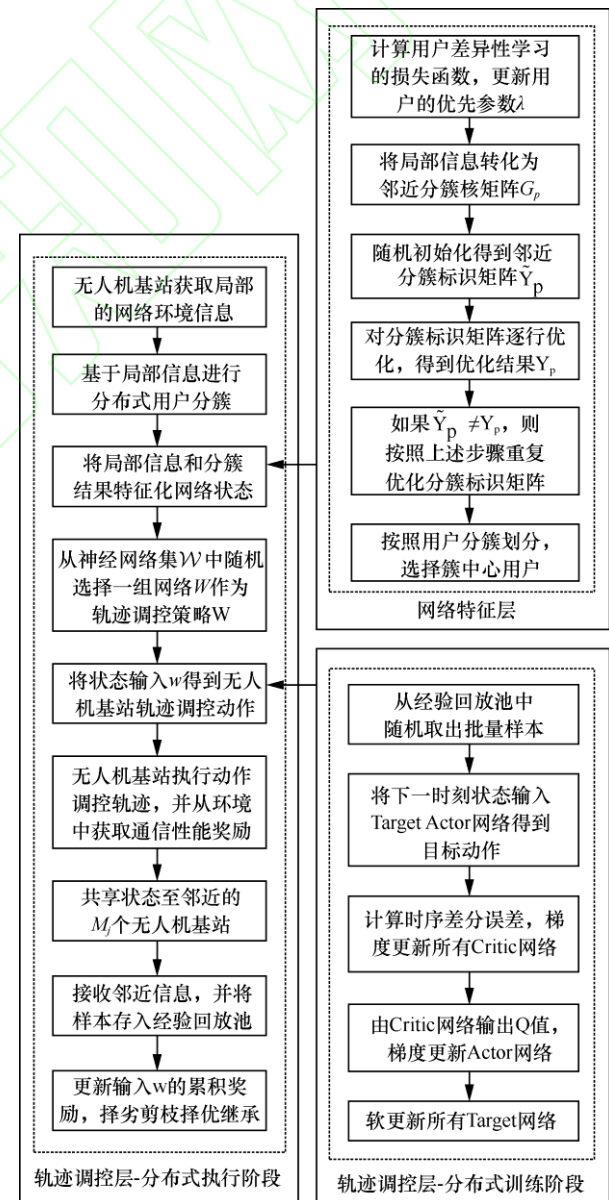 计算用户差异性学习
的损失函数，更新用
户的优先参数λ
将局部信息转化为
邻近分簇核矩阵Gₚ
随机初始化得到邻近
分簇标识矩阵Ỹₚ
对分簇标识矩阵逐行优
化，得到优化结果Yₚ
如果Ỹₚ ≠Yₚ，则
按照上述步骤重复
优化分簇标识矩阵
按照用户分簇划分，
选择簇中心用户
网络特征层
无人机基站获取局部
的网络环境信息
基于局部信息进行
分布式用户分簇
将局部信息和分簇
结果特征化网络状态
从神经网络集𝒲中随机
选择一组网络W作为
轨迹调控策略W
将状态输入w得到无人
机基站轨迹调控动作
无人机基站执行动作
调控轨迹，并从环境
中获取通信性能奖励
共享状态至邻近的
Mⱼ个无人机基站
接收邻近信息，并将
样本存入经验回放池
更新输入w的累积奖
励，择劣剪枝择优继承
轨迹调控层-分布式执行阶段
从经验回放池中
随机取出批量样本
将下一时刻状态输入
Target Actor网络得到
目标动作
计算时序差分误差，梯
度更新所有Critic网络
由Critic网络输出Q值，
梯度更新Actor网络
软更新所有Target网络
轨迹调控层-分布式训练阶段